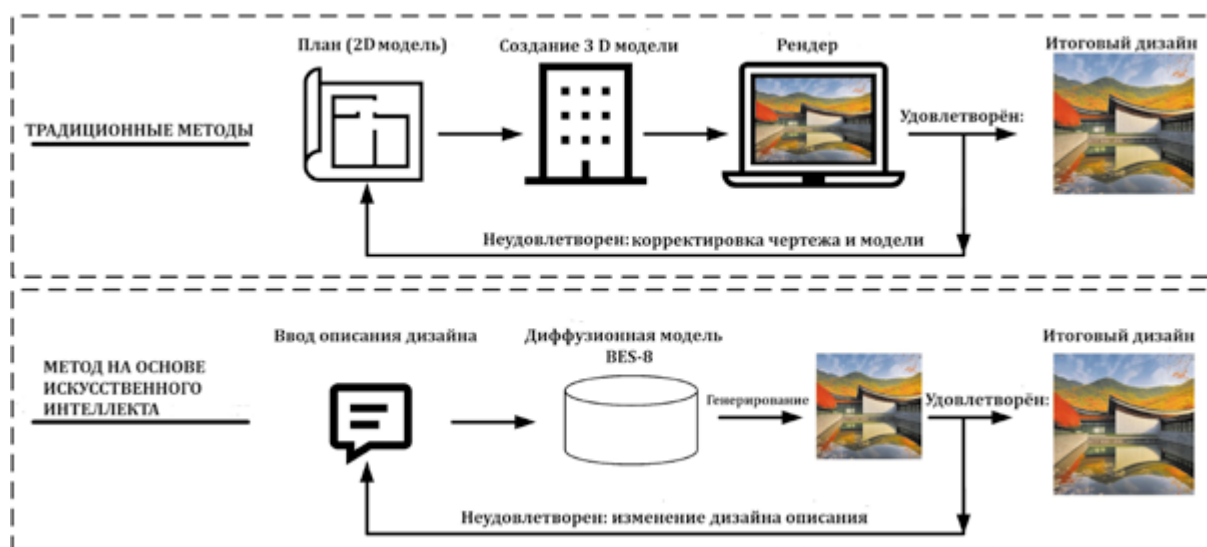 План (2D модель)
Создание 3 D модели
Рендер
Итоговый дизайн
ТРАДИЦИОННЫЕ МЕТОДЫ
Удовлетворён:
Неудовлетворен: корректировка чертежа и модели
Ввод описания дизайна
Диффузионная модель
BES-8
Итоговый дизайн
МЕТОД НА ОСНОВЕ
ИСКУССТВЕННОГО
ИНТЕЛЛЕКТА
Генерирование
Удовлетворён:
Неудовлетворен: изменение дизайна описания